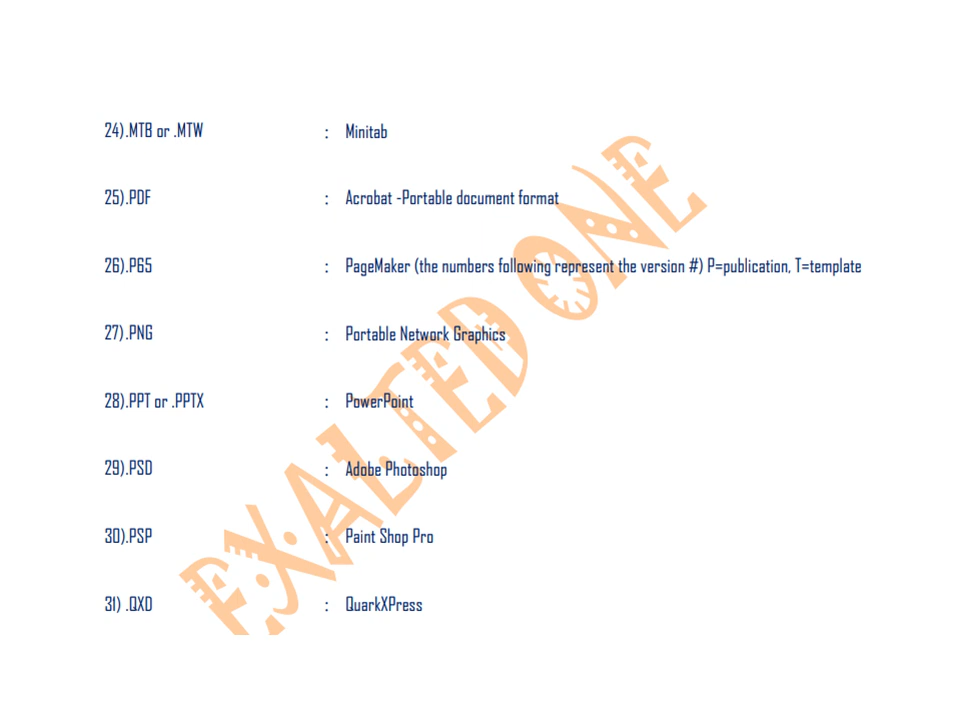 24).MTB or .MTW : Minitab
25).PDF : Acrobat -Portable document format
26).P65 : PageMaker (the numbers following represent the version #) P=publication, T=template
27).PNG : Portable Network Graphics
28).PPT or .PPTX : PowerPoint
29).PSD : Adobe Photoshop
30).PSP : Paint Shop Pro
31) .QXD : QuarkXPress
EXALTED ONE